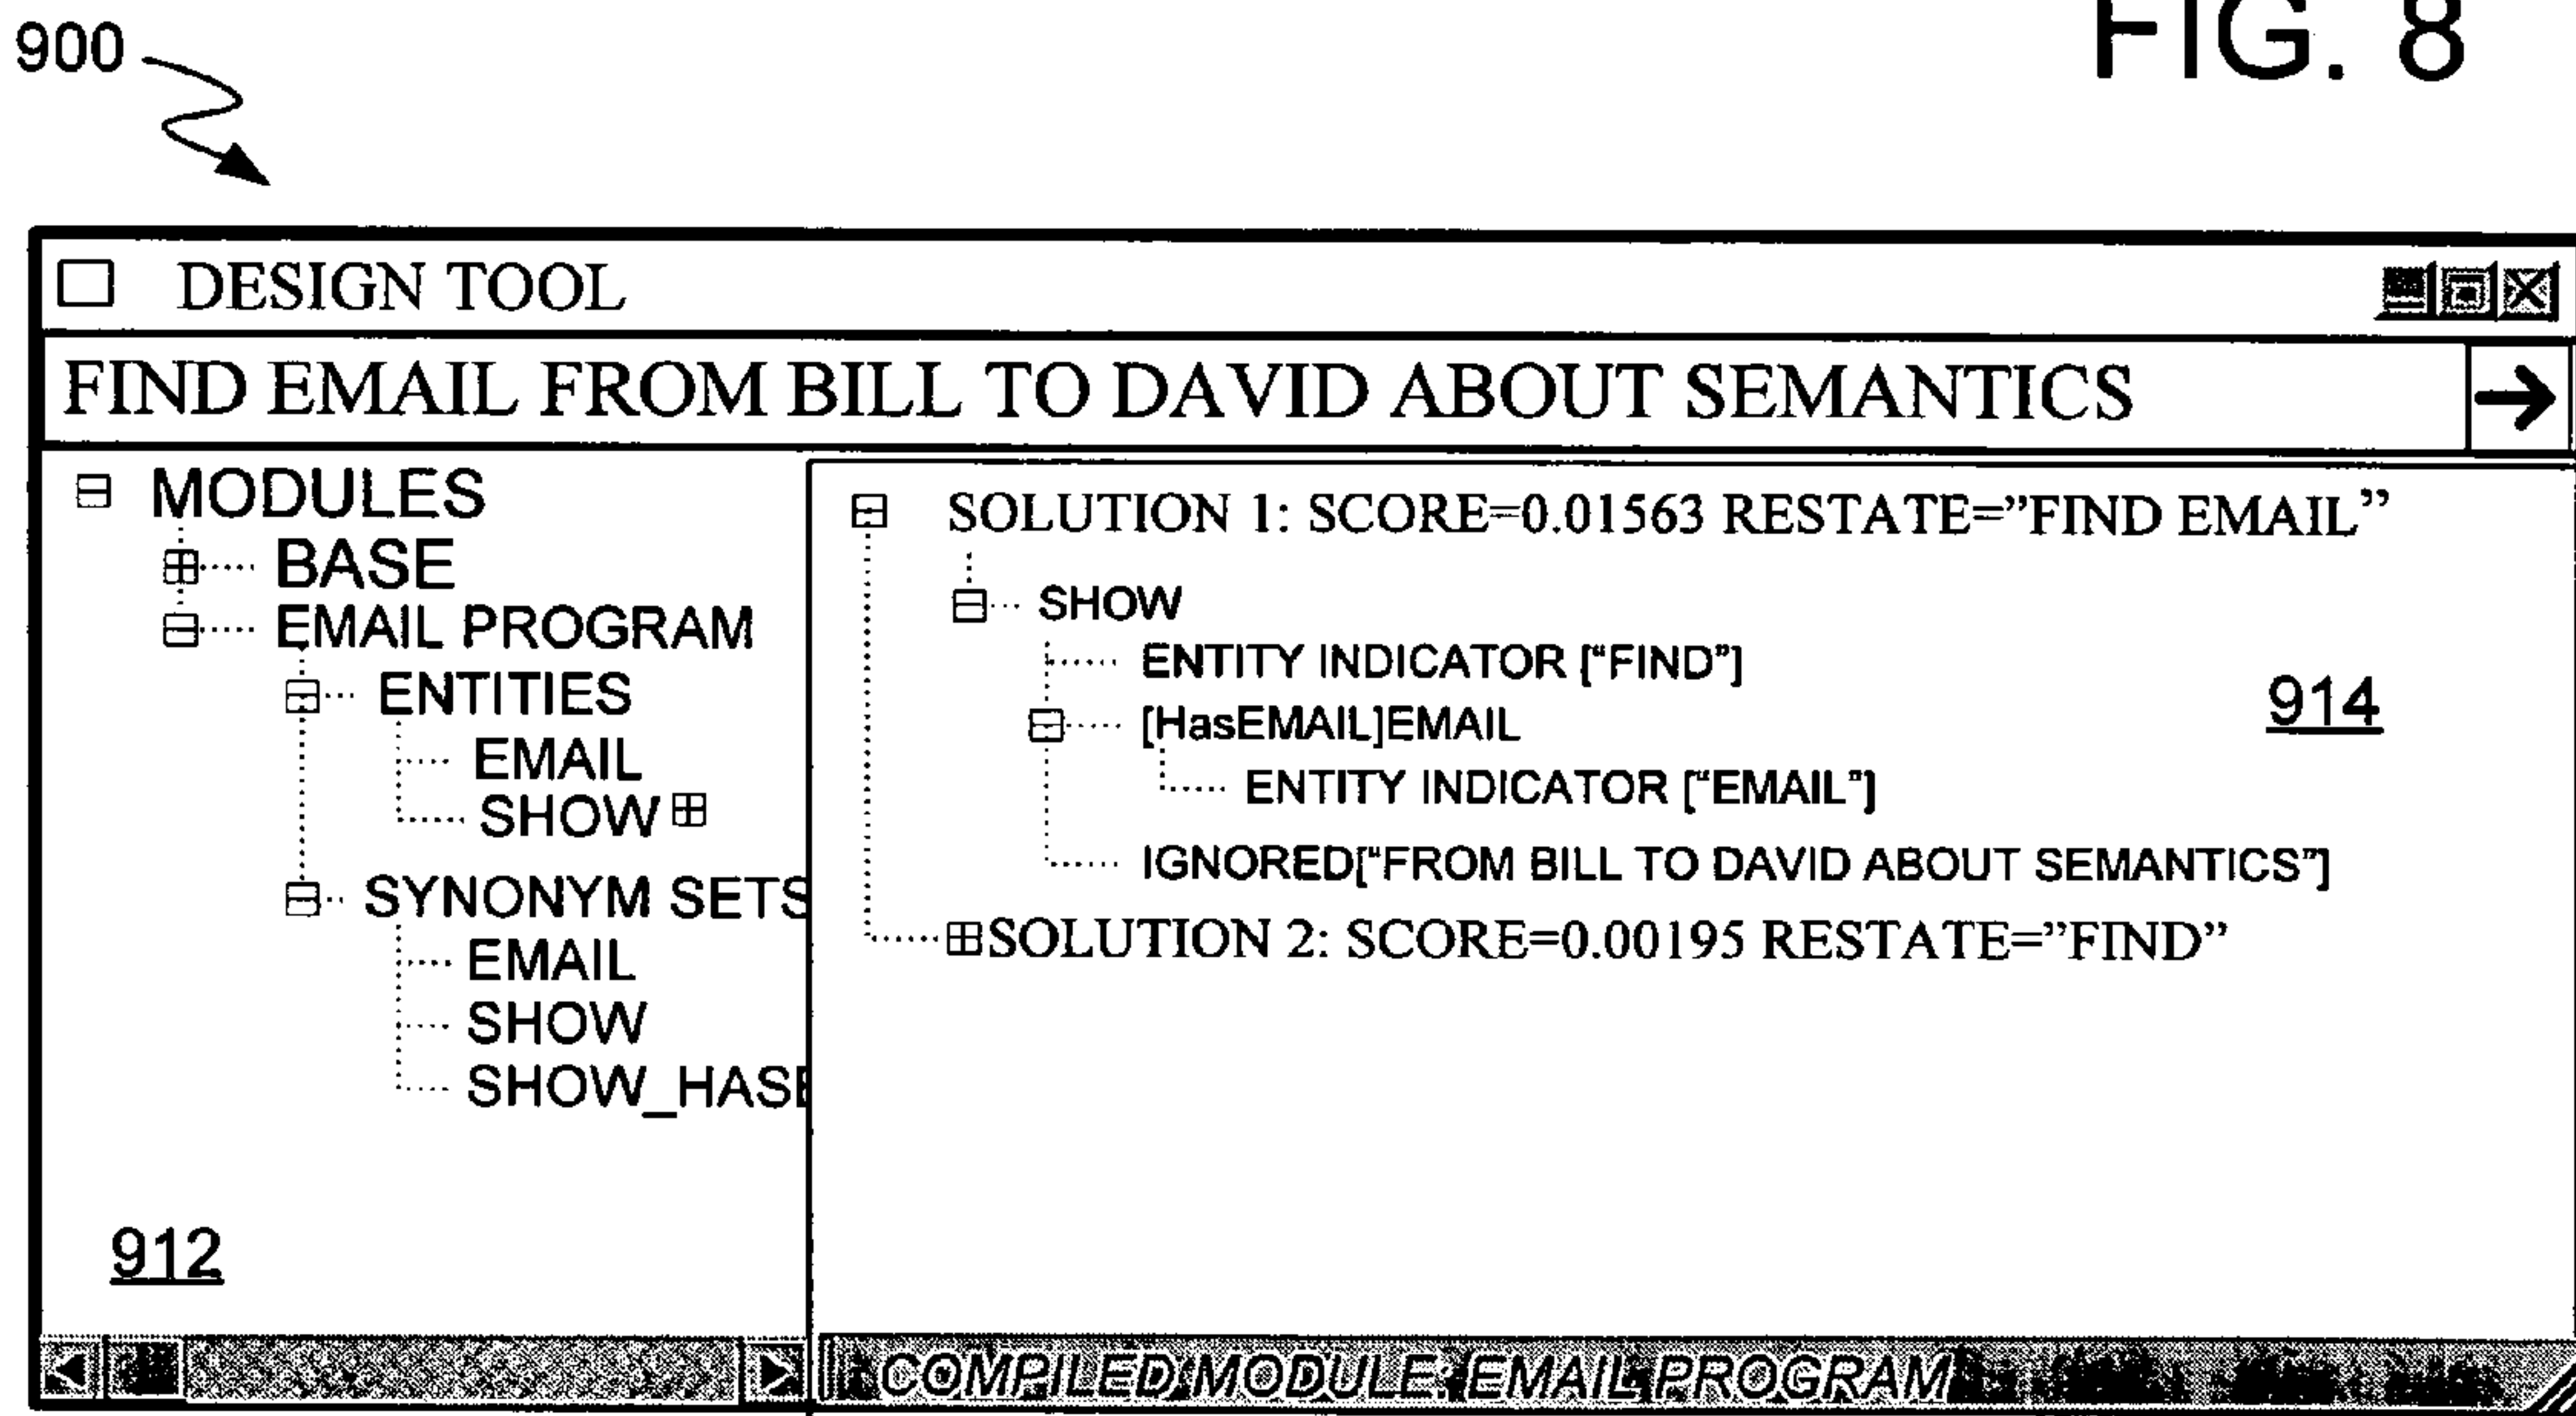 900
FIG. 8
DESIGN TOOL
FIND EMAIL FROM BILL TO DAVID ABOUT SEMANTICS
MODULES
BASE
EMAIL PROGRAM
ENTITIES
EMAIL
SHOW
SYNONYM SETS
EMAIL
SHOW
SHOW_HASE
912
SOLUTION 1: SCORE=0.01563 RESTATE=”FIND EMAIL”
SHOW
ENTITY INDICATOR [“FIND”]
[HasEMAIL]EMAIL
ENTITY INDICATOR [“EMAIL”]
IGNORED[“FROM BILL TO DAVID ABOUT SEMANTICS”]
SOLUTION 2: SCORE=0.00195 RESTATE=”FIND”
914
COMPILED MODULE: EMAIL PROGRAM